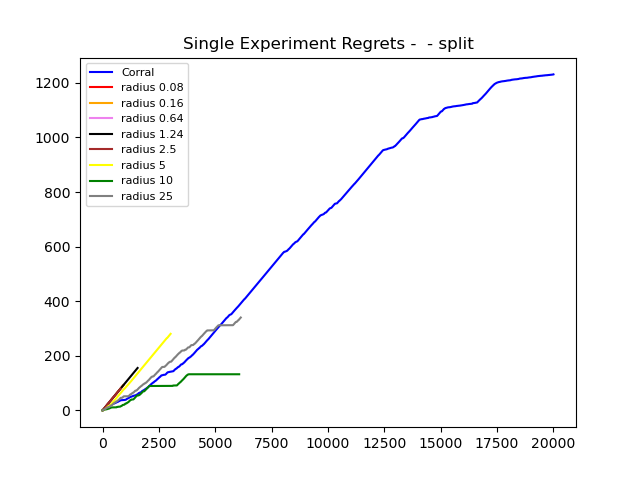 Single Experiment Regrets -  - split
Corral
radius 0.08
radius 0.16
radius 0.64
radius 1.24
radius 2.5
radius 5
radius 10
radius 25
1200
1000
800
600
400
200
0
0 2500 5000 7500 10000 12500 15000 17500 20000